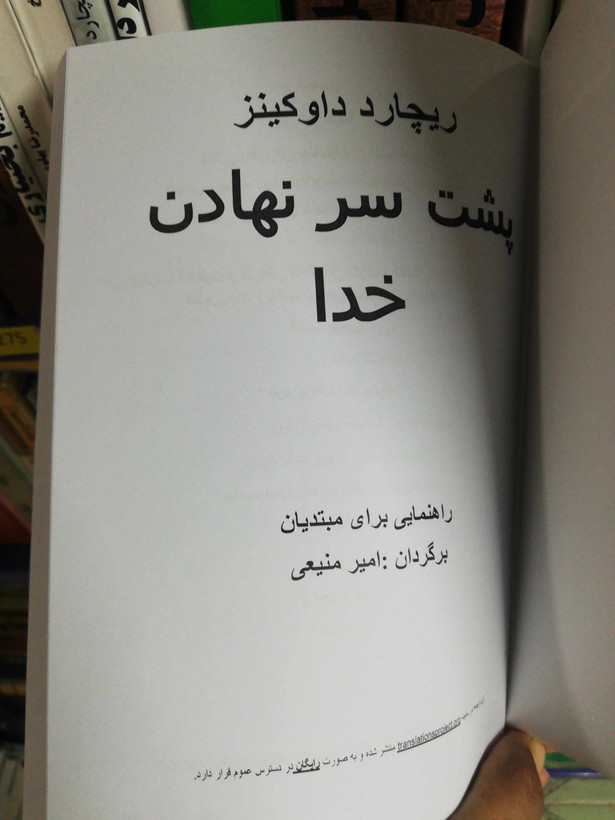 ریچارد داوکینز
پشت سر نهادن
خدا
راهنمایی برای مبتدیان
برگردان :امیر منیعی
translationsproject.org منتشر شده و به صورت رایگان در دسترس عموم قرار دارد.
275